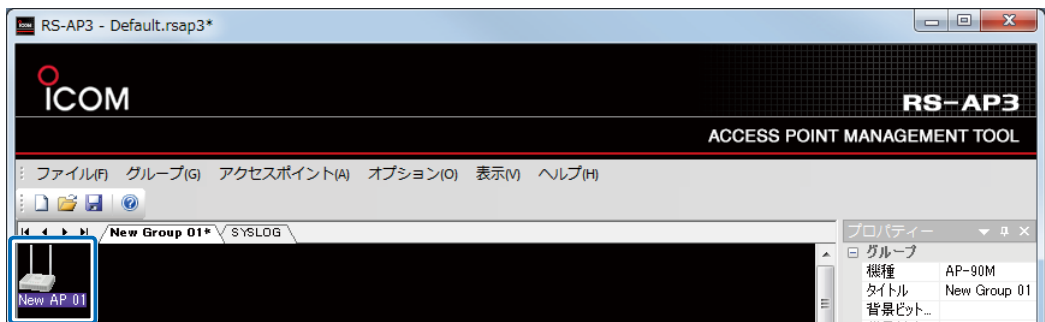 RS-AP3 - Default.rsap3*
ICOM
RS-AP3
ACCESS POINT MANAGEMENT TOOL
ファイル(F) グループ(G) アクセスポイント(A) オプション(O) 表示(V) ヘルプ(H)
New Group 01* SYSLOG
プロパティー
グループ
機種 AP-90M
タイトル New Group 01
背景ビット...
New AP 01